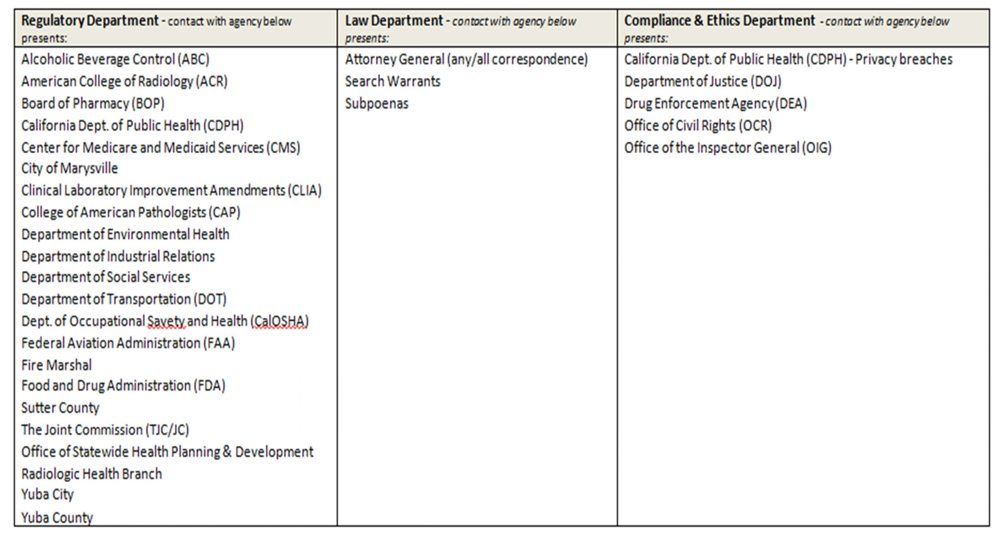 Regulatory Department - contact with agency below
presents:
Alcoholic Beverage Control (ABC)
American College of Radiology (ACR)
Board of Pharmacy (BOP)
California Dept. of Public Health (CDPH)
Center for Medicare and Medicaid Services (CMS)
City of Marysville
Clinical Laboratory Improvement Amendments (CLIA)
College of American Pathologists (CAP)
Department of Environmental Health
Department of Industrial Relations
Department of Social Services
Department of Transportation (DOT)
Dept. of Occupational Savety and Health (CalOSHA)
Federal Aviation Administration (FAA)
Fire Marshal
Food and Drug Administration (FDA)
Sutter County
The Joint Commission (TJC/JC)
Office of Statewide Health Planning & Development
Radiologic Health Branch
Yuba City
Yuba County
Law Department - contact with agency below
presents:
Attorney General (any/all correspondence)
Search Warrants
Subpoenas
Compliance & Ethics Department - contact with agency below
presents:
California Dept. of Public Health (CDPH) - Privacy breaches
Department of Justice (DOJ)
Drug Enforcement Agency (DEA)
Office of Civil Rights (OCR)
Office of the Inspector General (OIG)